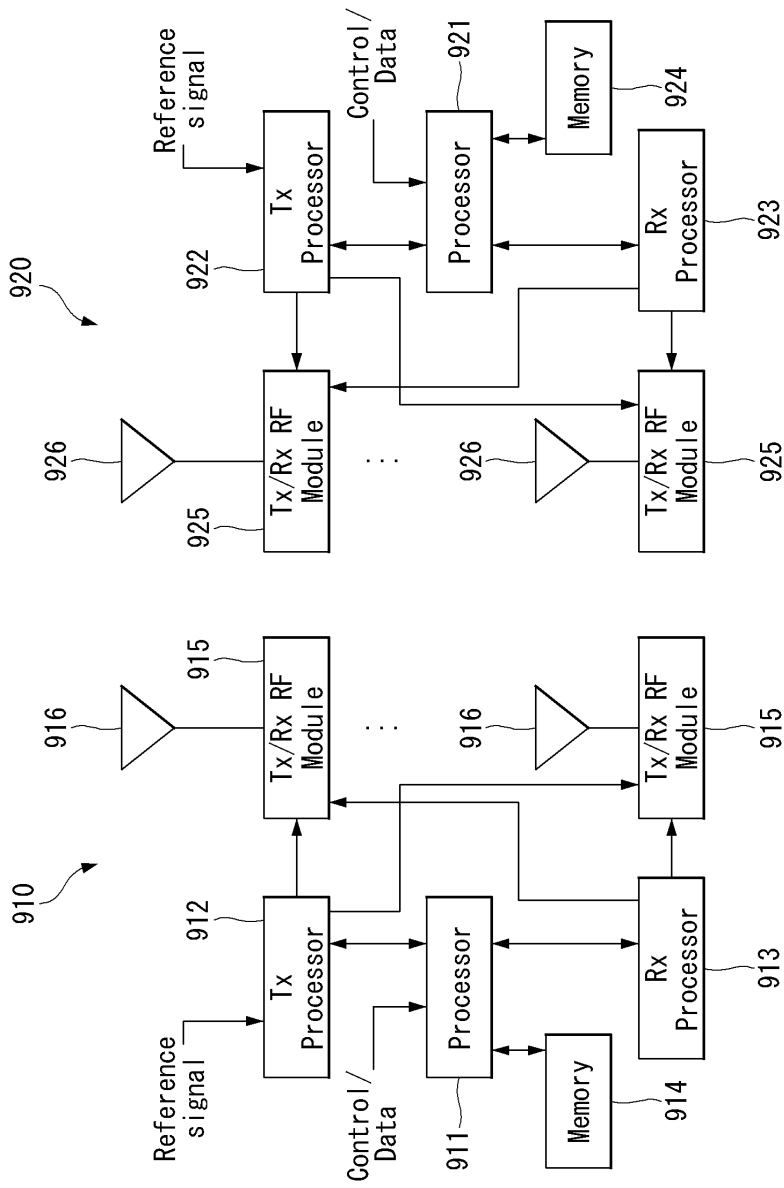 910
916
Reference
signal
912
Tx
Processor
915
Tx/Rx RF
Module
Control/
Data
Processor
911
...
916
Memory
914
Rx
Processor
913
Tx/Rx RF
Module
915
920
926
925
Tx/Rx RF
Module
922
Tx
Processor
Reference
signal
...
926
Processor
Control/
Data
921
Tx/Rx RF
Module
925
Rx
Processor
923
Memory
924